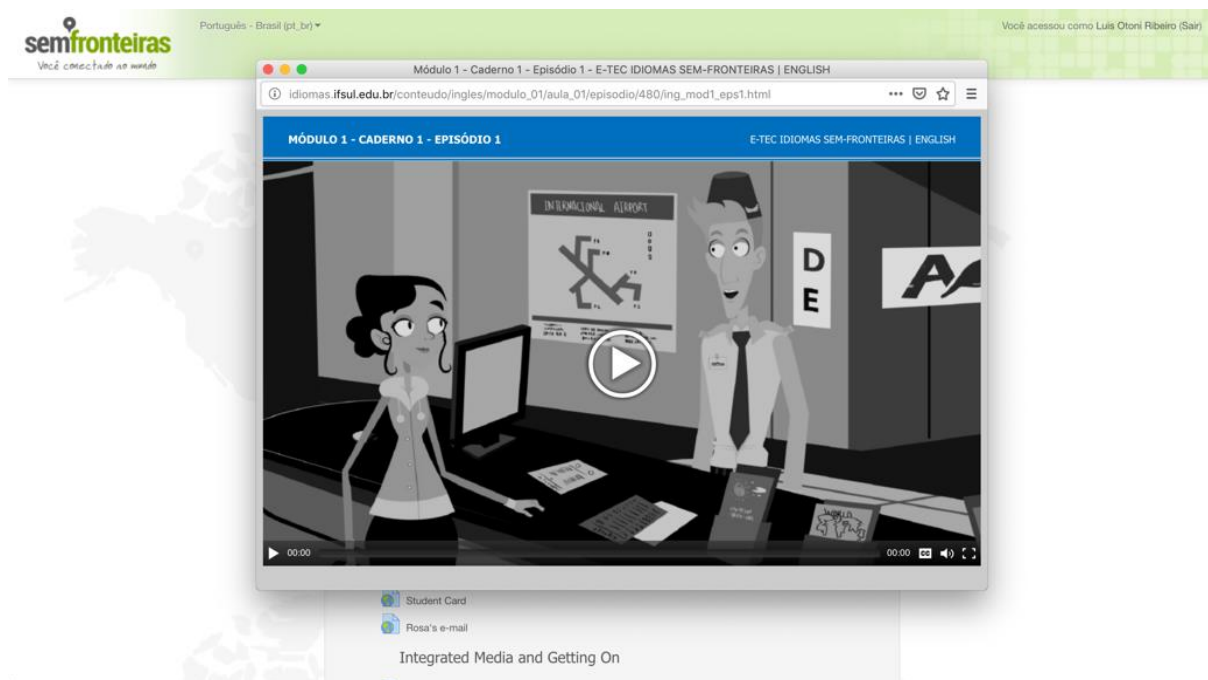 semfronteiras
Você conectado ao mundo
Português - Brasil (pt_br)
Você acessou como Luis Otoni Ribeiro (Sair)
Módulo 1 - Caderno 1 - Episódio 1 - E-TEC IDIOMAS SEM-FRONTEIRAS | ENGLISH
idiomas.ifsul.edu.br/conteudo/ingles/modulo_01/aula_01/episodio/480/ing_mod1_eps1.html
MÓDULO 1 - CADERNO 1 - EPISÓDIO 1
E-TEC IDIOMAS SEM-FRONTEIRAS | ENGLISH
INTERNACIONAL AIRPORT
D
E
A
WORLD
00:00
00:00
CC
Student Card
Rosa's e-mail
Integrated Media and Getting On